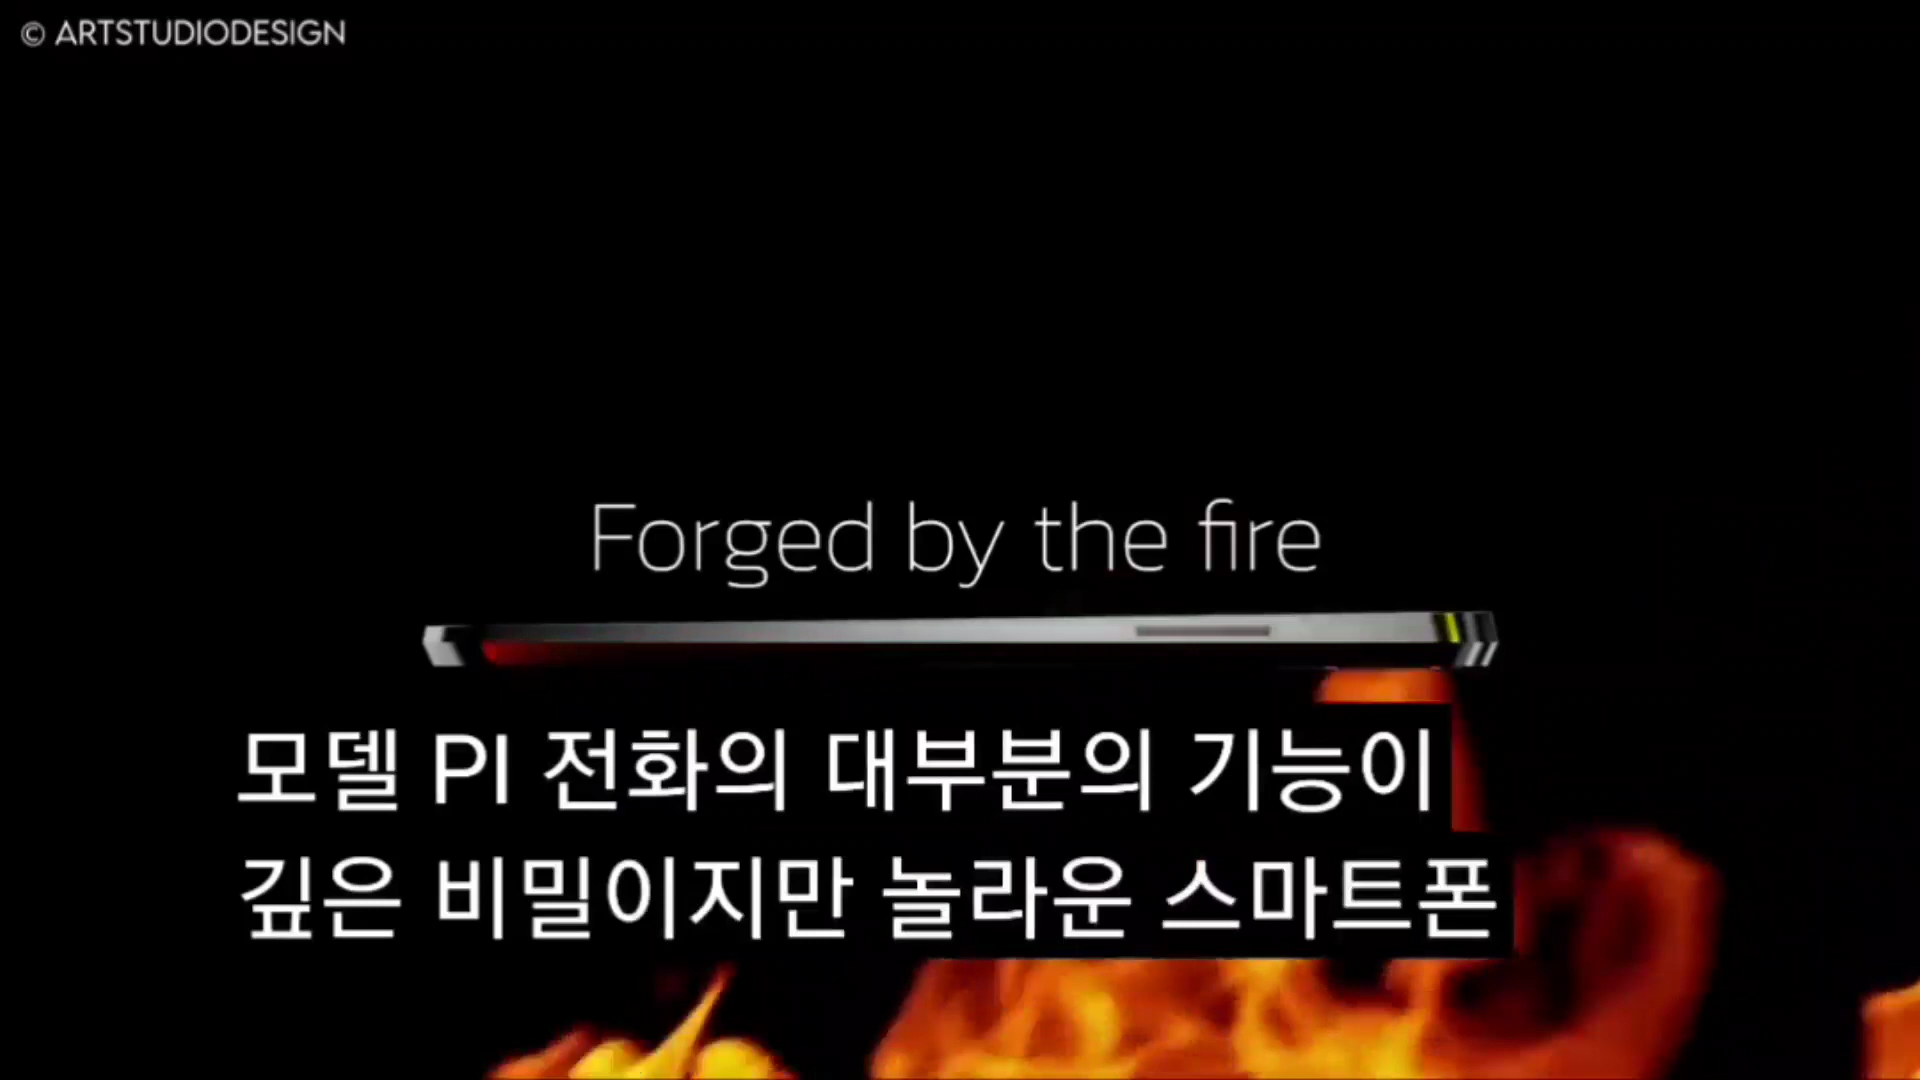 © ARTSTUDIODESIGN
Forged by the fire
모델 PI 전화의 대부분의 기능이
깊은 비밀이지만 놀라운 스마트폰